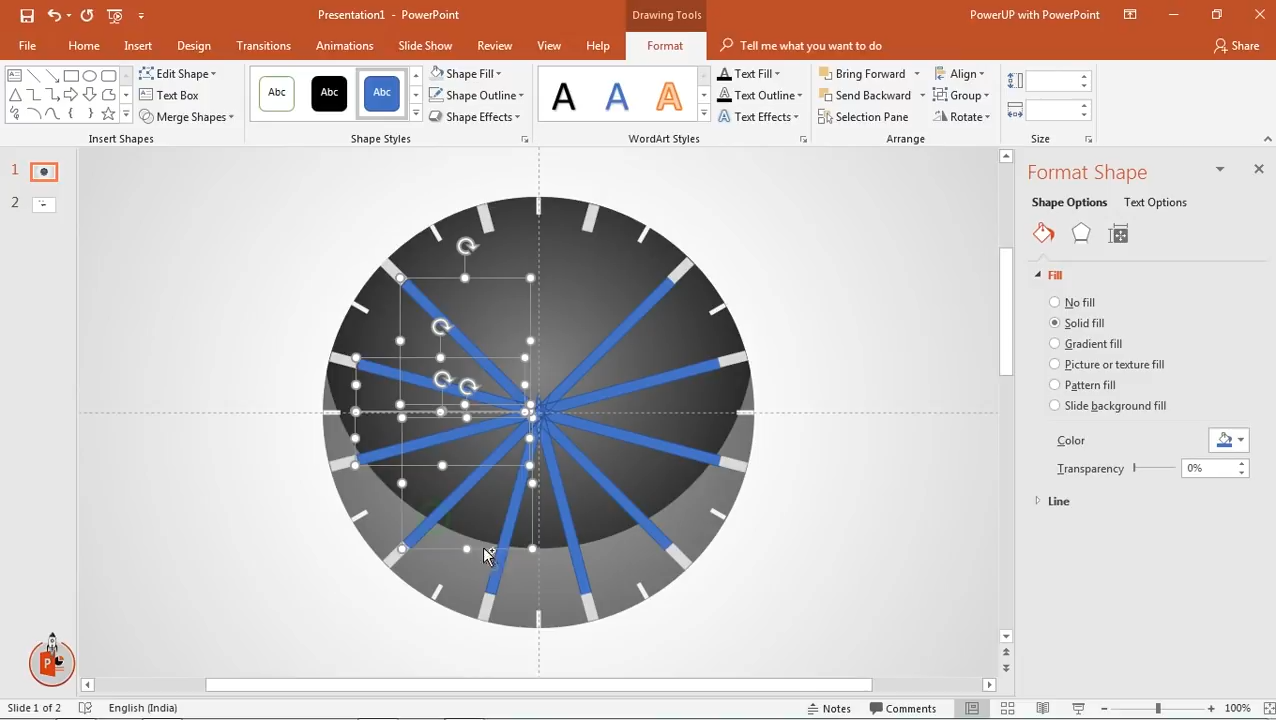 Presentation1 - PowerPoint
Drawing Tools
PowerUP with PowerPoint
File
Home
Insert
Design
Transitions
Animations
Slide Show
Review
View
Help
Format
Tell me what you want to do
Share
Edit Shape
Text Box
Merge Shapes
Insert Shapes
Abc
Abc
Abc
Shape Fill
Shape Outline
Shape Effects
Shape Styles
A
A
A
Text Fill
Text Outline
Text Effects
WordArt Styles
Bring Forward
Send Backward
Selection Pane
Align
Group
Rotate
Arrange
Size
1
2
Format Shape
Shape Options
Text Options
Fill
No fill
Solid fill
Gradient fill
Picture or texture fill
Pattern fill
Slide background fill
Color
Transparency
0%
Line
P
Slide 1 of 2
English (India)
Notes
Comments
100%